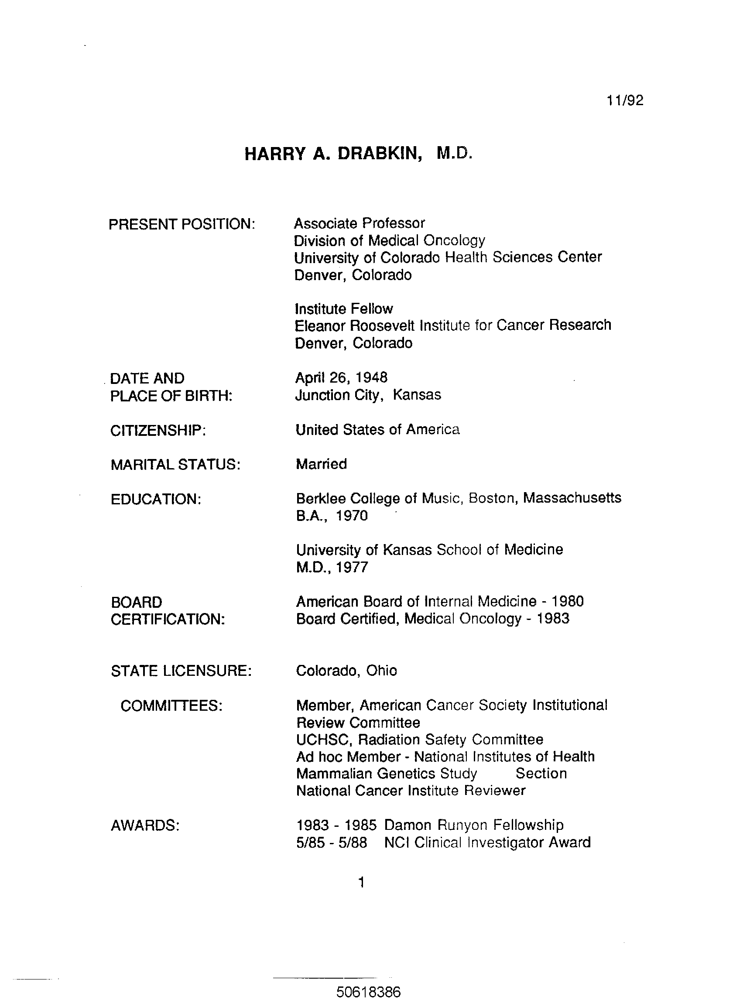 11/92
HARRY A. DRABKIN, M.D.
PRESENT POSITION: Associate Professor
Division of Medical Oncology
University of Colorado Health Sciences Center
Denver, Colorado
Institute Fellow
Eleanor Roosevelt Institute for Cancer Research
Denver, Colorado
DATE AND April 26, 1948
PLACE OF BIRTH: Junction City, Kansas
CITIZENSHIP: United States of America
MARITAL STATUS: Married
EDUCATION: Berklee College of Music, Boston, Massachusetts
B.A., 1970
University of Kansas School of Medicine
M.D., 1977
BOARD American Board of Internal Medicine - 1980
CERTIFICATION: Board Certified, Medical Oncology - 1983
STATE LICENSURE: Colorado, Ohio
COMMITTEES: Member, American Cancer Society Institutional
Review Committee
UCHSC, Radiation Safety Committee
Ad hoc Member - National Institutes of Health
Mammalian Genetics Study Section
National Cancer Institute Reviewer
AWARDS: 1983 - 1985 Damon Runyon Fellowship
5/85 - 5/88 NCI Clinical Investigator Award
1
50618386